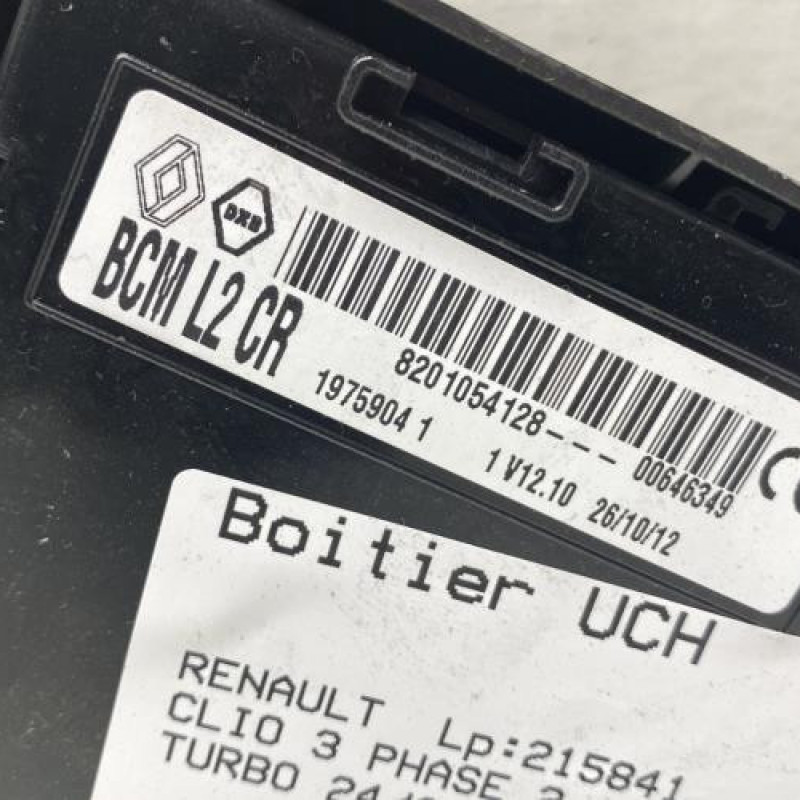 BCM L2 CR
8201054128--- 00646349
1975904 1 1 V12.10 26/10/12
Boitier UCH
RENAULT Lp:215841
CLIO 3 PHASE 2
TURBO